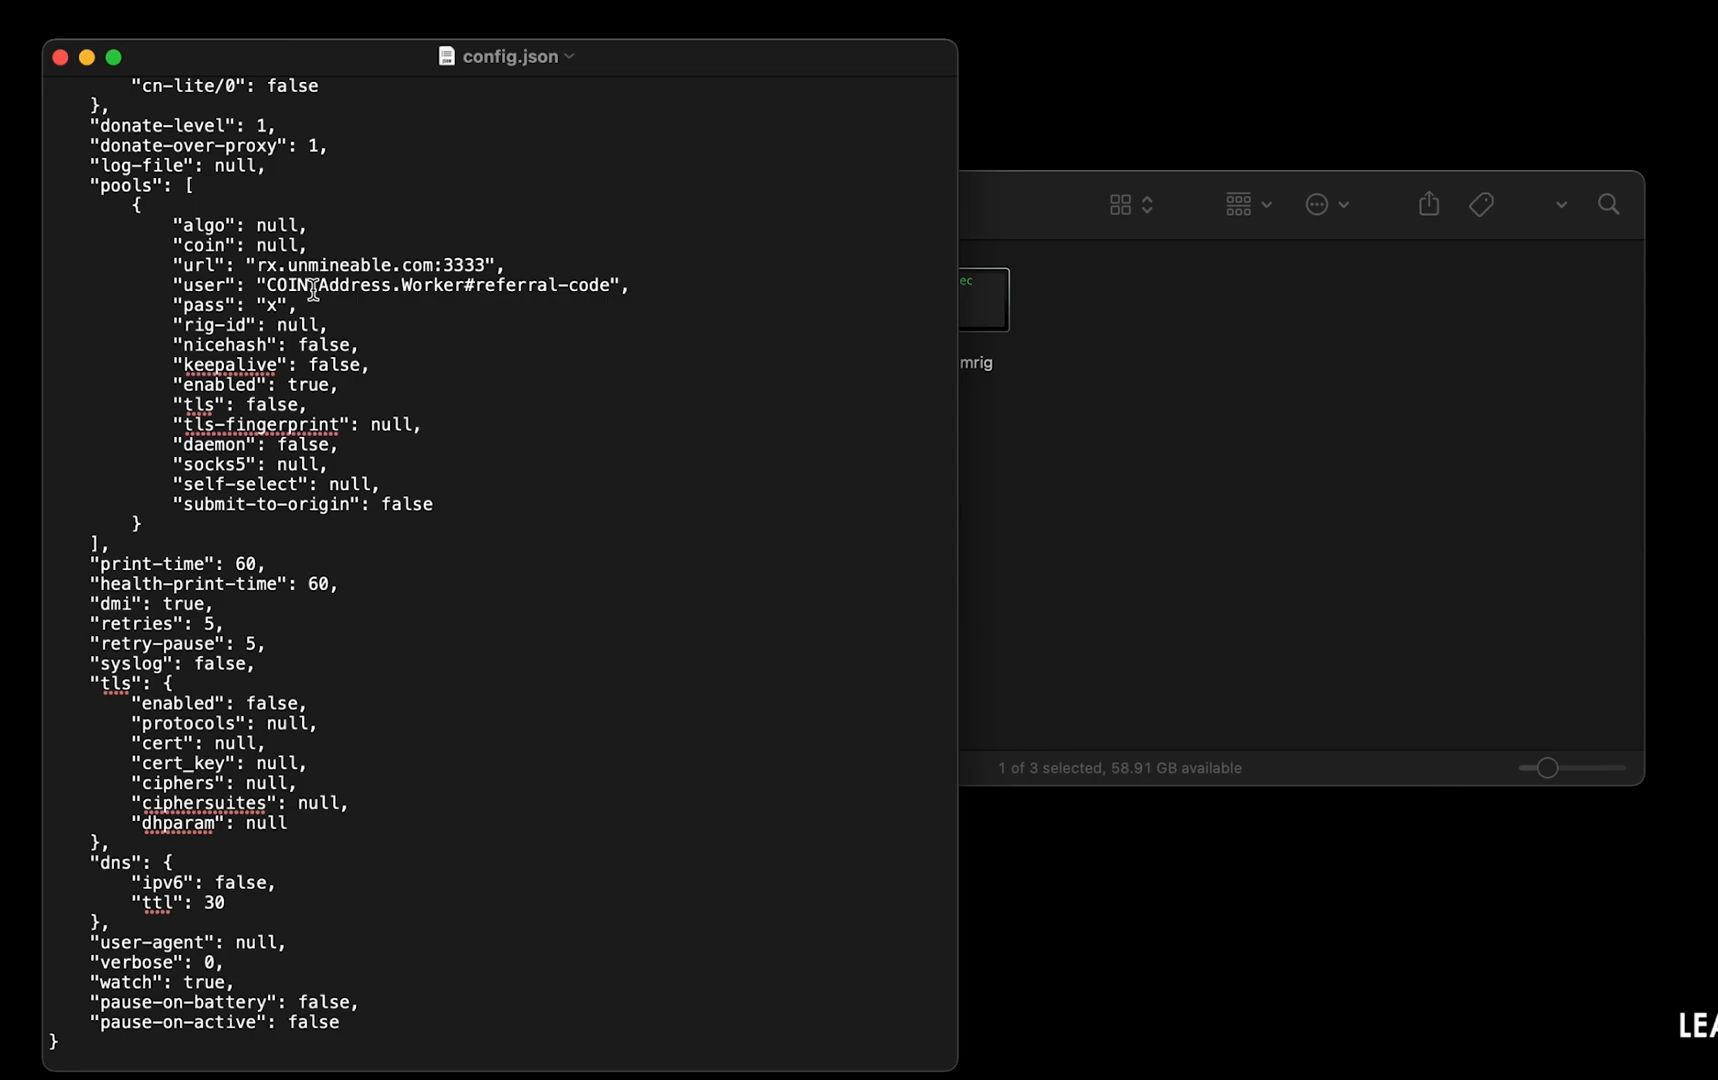 config.json
"cn-lite/0": false
},
"donate-level": 1,
"donate-over-proxy": 1,
"log-file": null,
"pools": [
{
"algo": null,
"coin": null,
"url": "rx.unmineable.com:3333",
"user": "COIN:Address.Worker#referral-code",
"pass": "x",
"rig-id": null,
"nicehash": false,
"keepalive": false,
"enabled": true,
"tls": false,
"tls-fingerprint": null,
"daemon": false,
"socks5": null,
"self-select": null,
"submit-to-origin": false
}
],
"print-time": 60,
"health-print-time": 60,
"dmi": true,
"retries": 5,
"retry-pause": 5,
"syslog": false,
"tls": {
"enabled": false,
"protocols": null,
"cert": null,
"cert_key": null,
"ciphers": null,
"ciphersuites": null,
"dhparam": null
},
"dns": {
"ipv6": false,
"ttl": 30
},
"user-agent": null,
"verbose": 0,
"watch": true,
"pause-on-battery": false,
"pause-on-active": false
}
ec
mrig
1 of 3 selected, 58.91 GB available
LEA